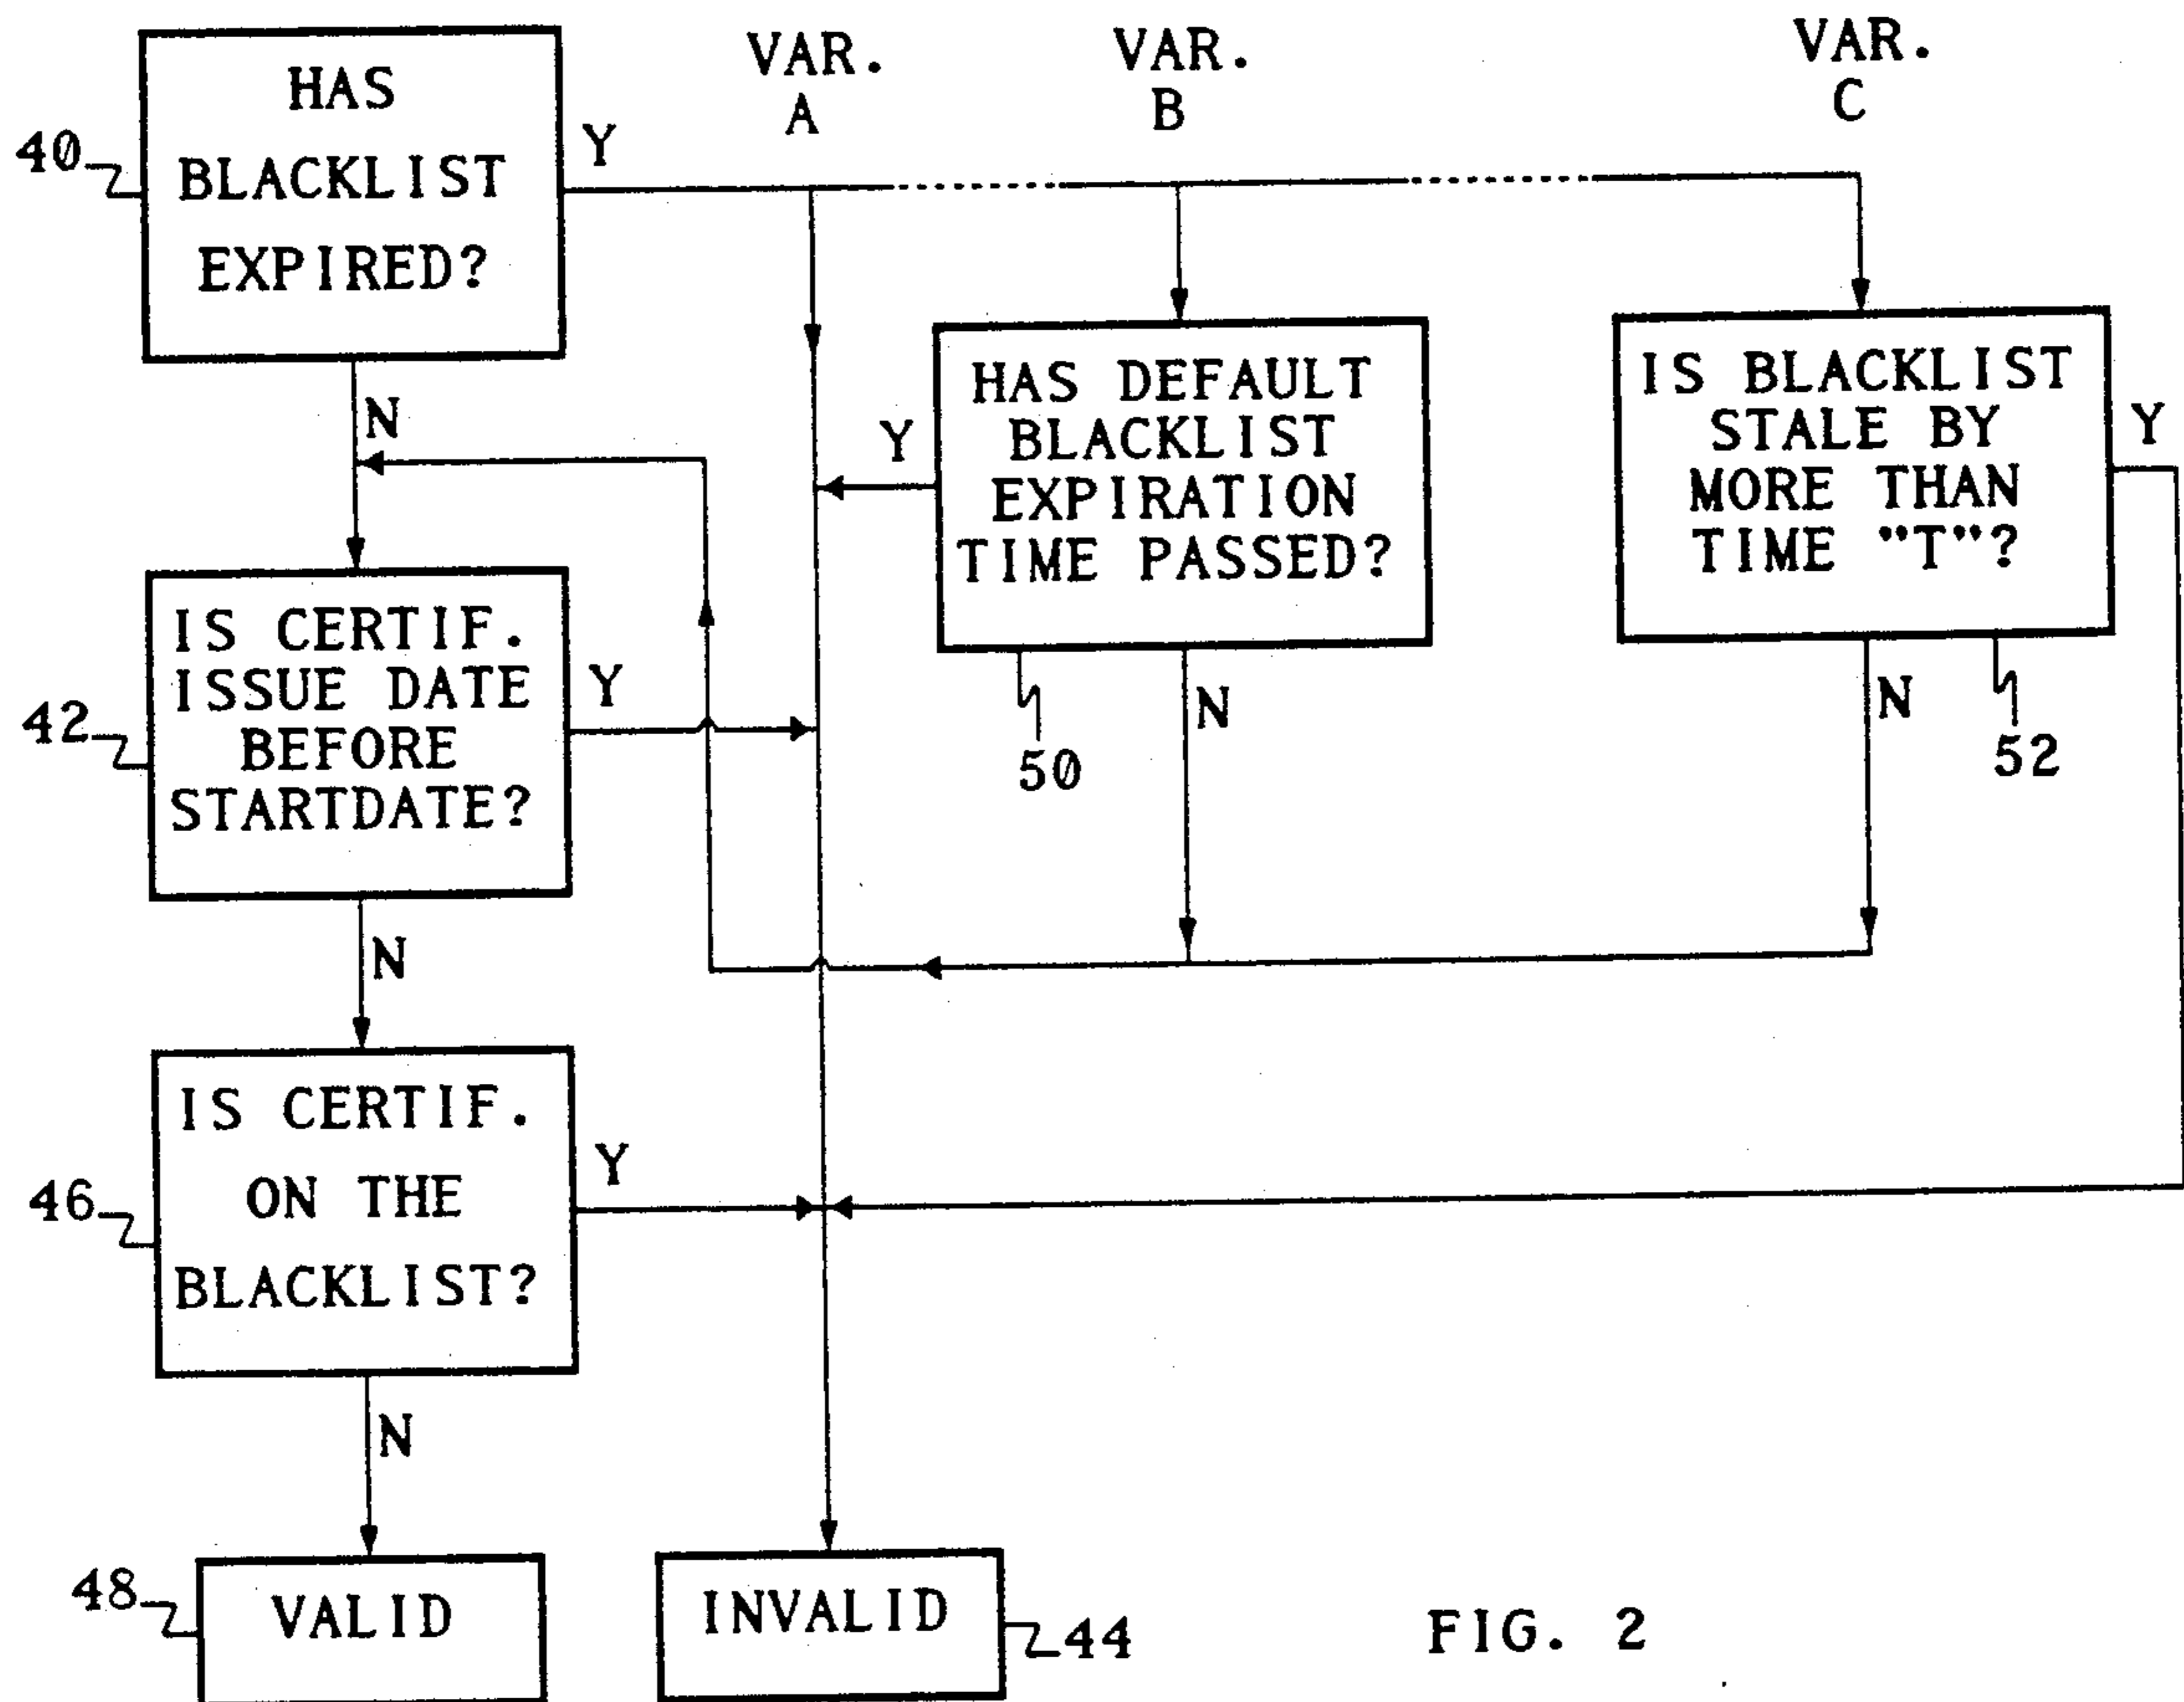 HAS
BLACKLIST
EXPIRED?
40
Y
N
VAR.
A
VAR.
B
VAR.
C
HAS DEFAULT
BLACKLIST
EXPIRATION
TIME PASSED?
Y
N
50
IS BLACKLIST
STALE BY
MORE THAN
TIME "T"?
Y
N
52
IS CERTIF.
ISSUE DATE
BEFORE
STARTDATE?
42
Y
N
IS CERTIF.
ON THE
BLACKLIST?
46
Y
N
48
VALID
INVALID
44
FIG. 2